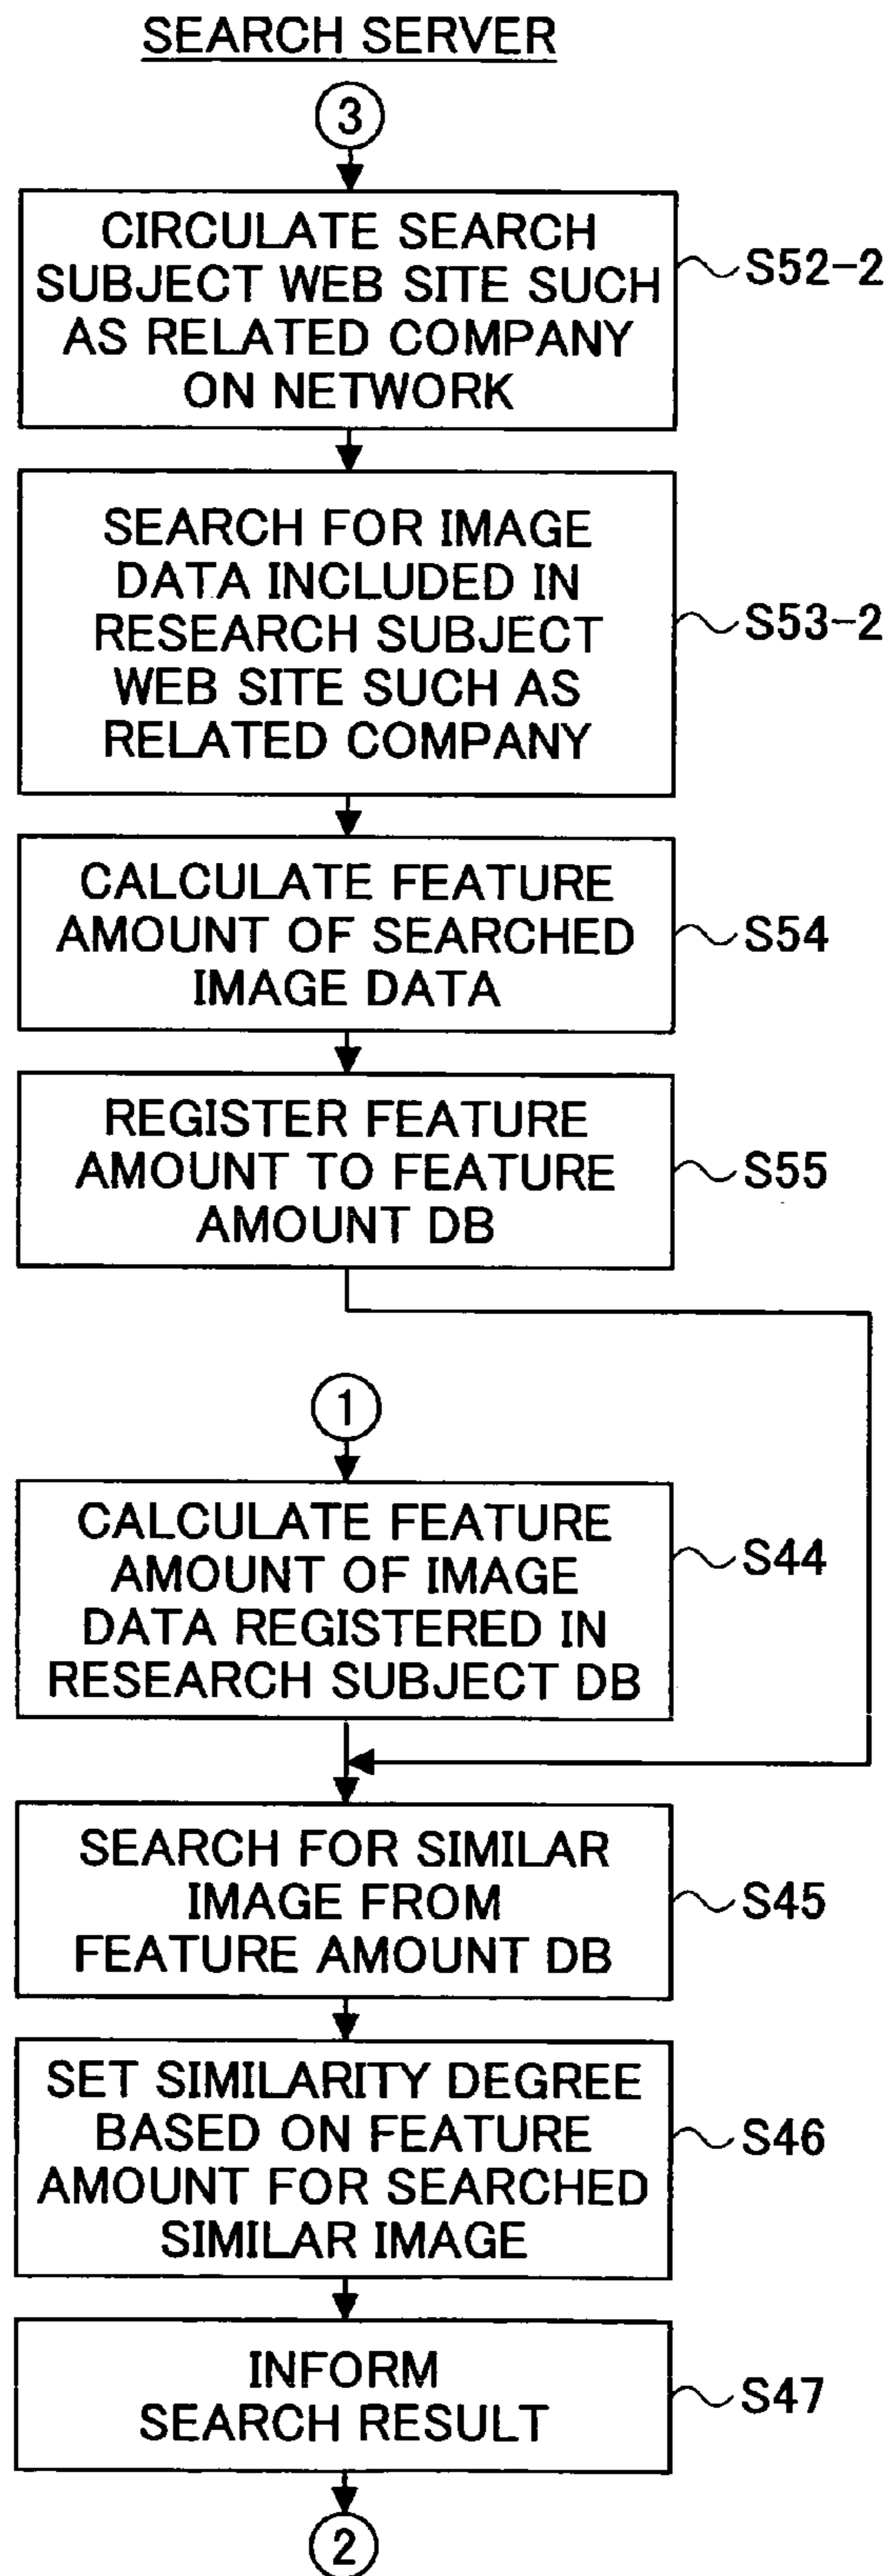 SEARCH SERVER
3
CIRCULATE SEARCH
SUBJECT WEB SITE SUCH
AS RELATED COMPANY
ON NETWORK
S52-2
SEARCH FOR IMAGE
DATA INCLUDED IN
RESEARCH SUBJECT
WEB SITE SUCH AS
RELATED COMPANY
S53-2
CALCULATE FEATURE
AMOUNT OF SEARCHED
IMAGE DATA
S54
REGISTER FEATURE
AMOUNT TO FEATURE
AMOUNT DB
S55
1
CALCULATE FEATURE
AMOUNT OF IMAGE
DATA REGISTERED IN
RESEARCH SUBJECT DB
S44
SEARCH FOR SIMILAR
IMAGE FROM
FEATURE AMOUNT DB
S45
SET SIMILARITY DEGREE
BASED ON FEATURE
AMOUNT FOR SEARCHED
SIMILAR IMAGE
S46
INFORM
SEARCH RESULT
S47
2